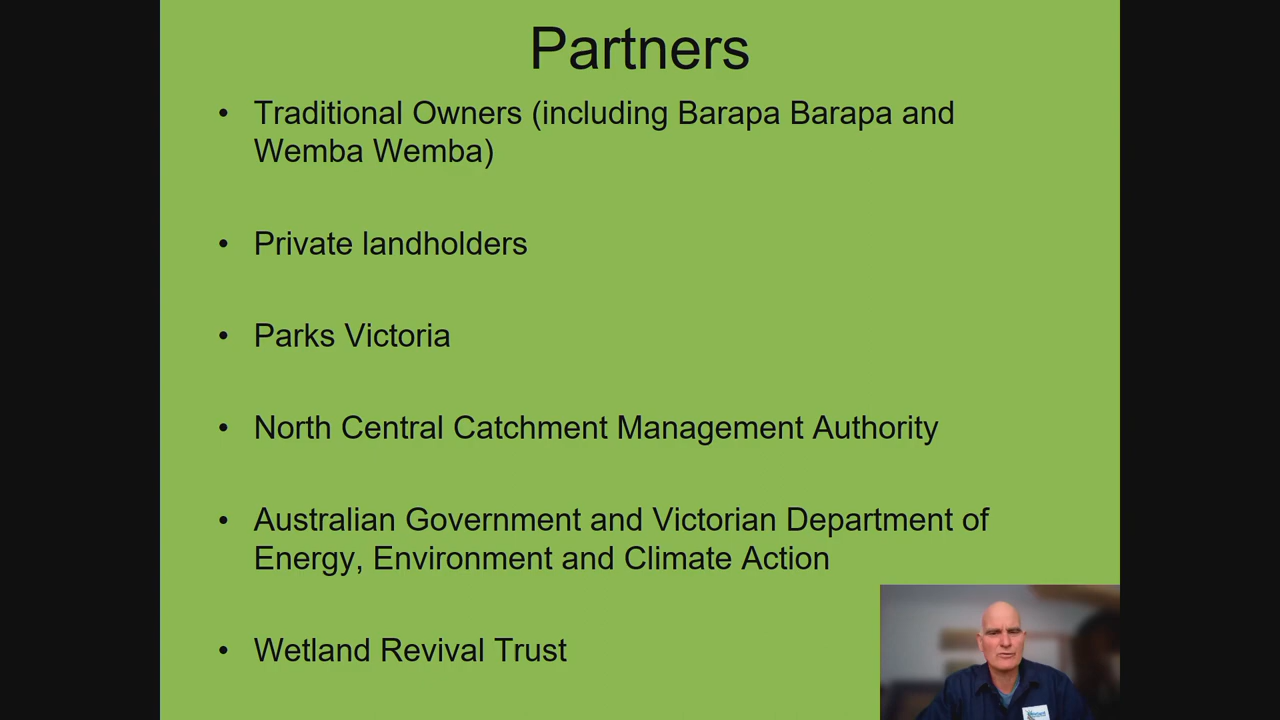 Partners
• Traditional Owners (including Barapa Barapa and
Wemba Wemba)
• Private landholders
• Parks Victoria
• North Central Catchment Management Authority
• Australian Government and Victorian Department of
Energy, Environment and Climate Action
• Wetland Revival Trust